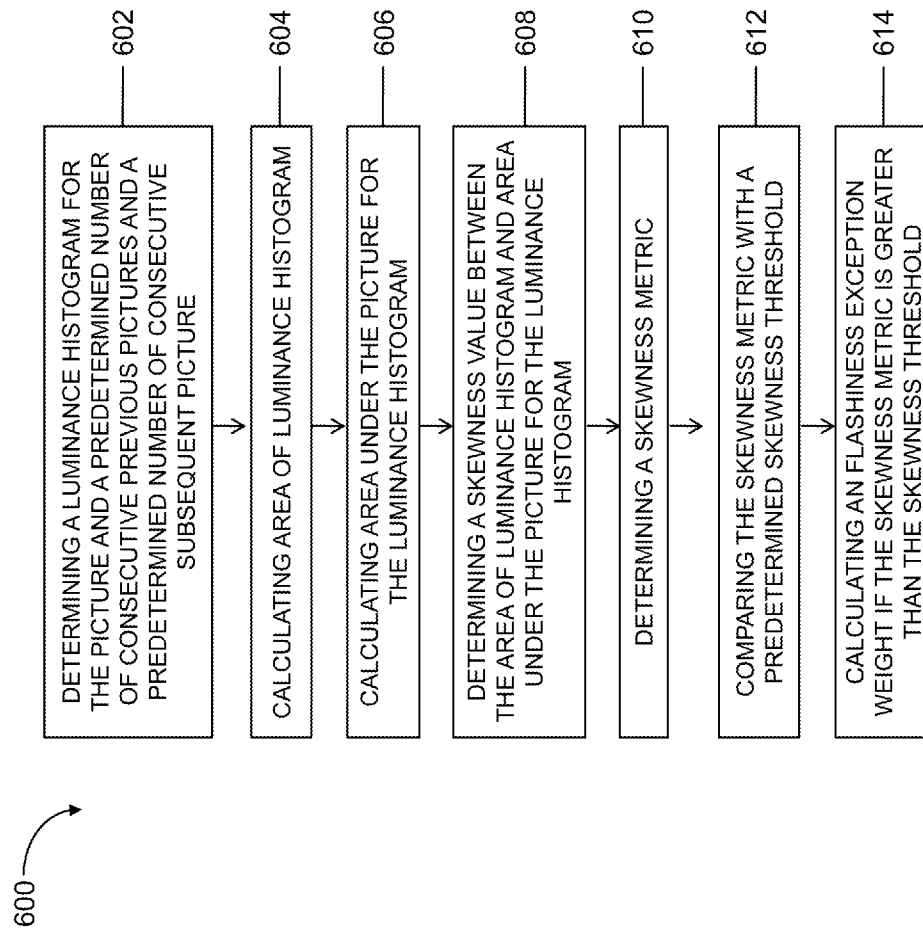 600
DETERMINING A LUMINANCE HISTOGRAM FOR
THE PICTURE AND A PREDETERMINED NUMBER
OF CONSECUTIVE PREVIOUS PICTURES AND A
PREDETERMINED NUMBER OF CONSECUTIVE
SUBSEQUENT PICTURE
602
CALCULATING AREA OF LUMINANCE HISTOGRAM
604
CALCULATING AREA UNDER THE PICTURE FOR
THE LUMINANCE HISTOGRAM
606
DETERMINING A SKEWNESS VALUE BETWEEN
THE AREA OF LUMINANCE HISTOGRAM AND AREA
UNDER THE PICTURE FOR THE LUMINANCE
HISTOGRAM
608
DETERMINING A SKEWNESS METRIC
610
COMPARING THE SKEWNESS METRIC WITH A
PREDETERMINED SKEWNESS THRESHOLD
612
CALCULATING AN FLASHINESS EXCEPTION
WEIGHT IF THE SKEWNESS METRIC IS GREATER
THAN THE SKEWNESS THRESHOLD
614